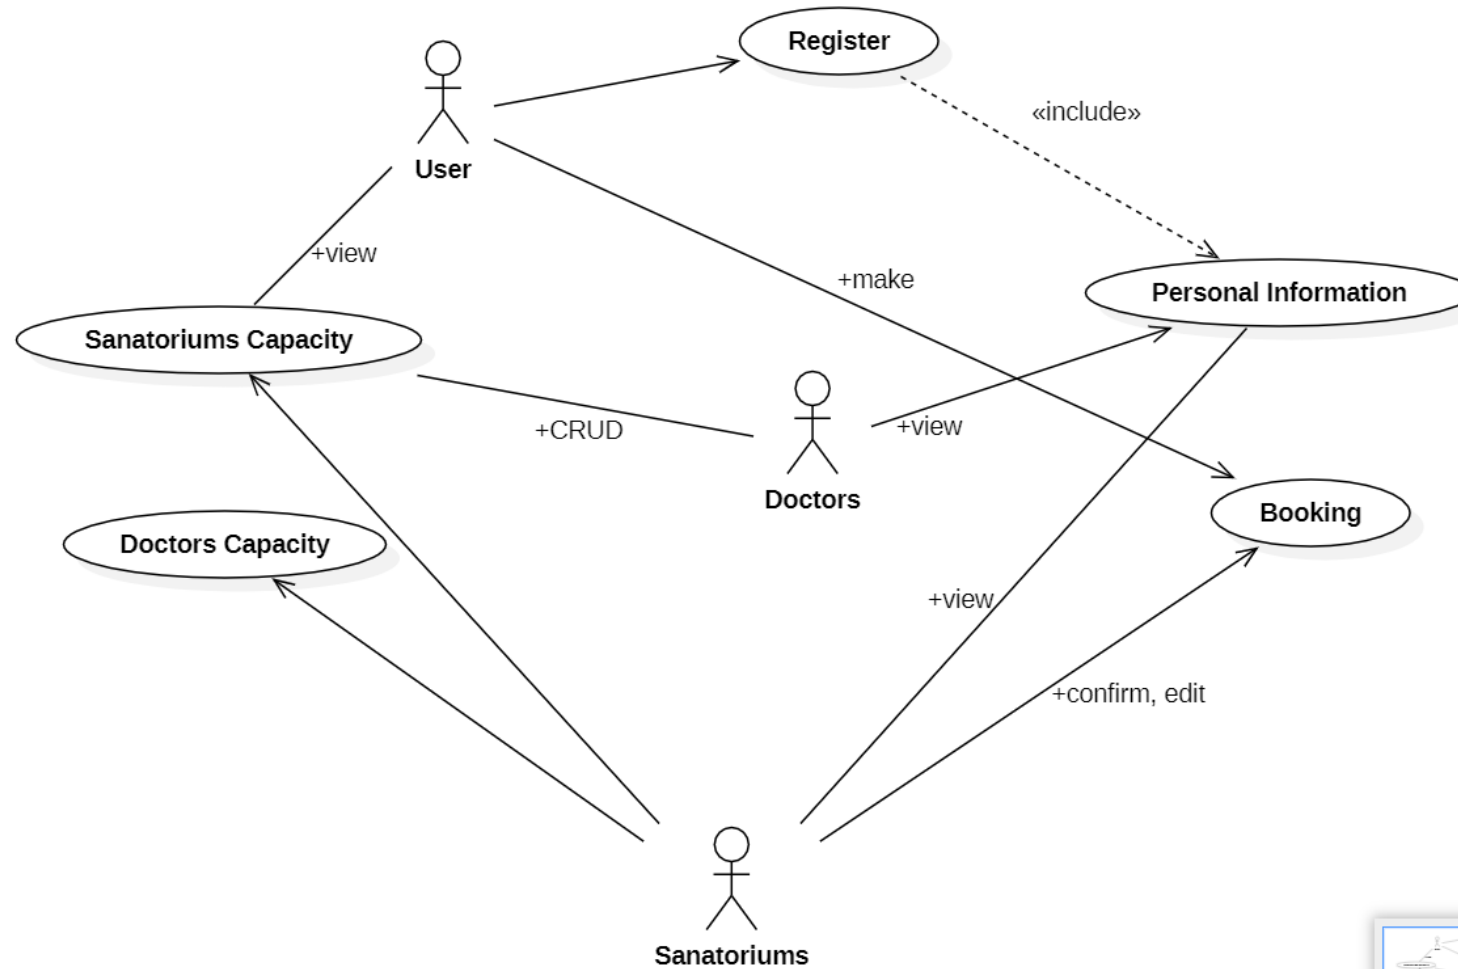 Register
«include»
User
+view
+make
Personal Information
Sanatoriums Capacity
+CRUD
+view
Doctors
Booking
Doctors Capacity
+view
+confirm, edit
Sanatoriums